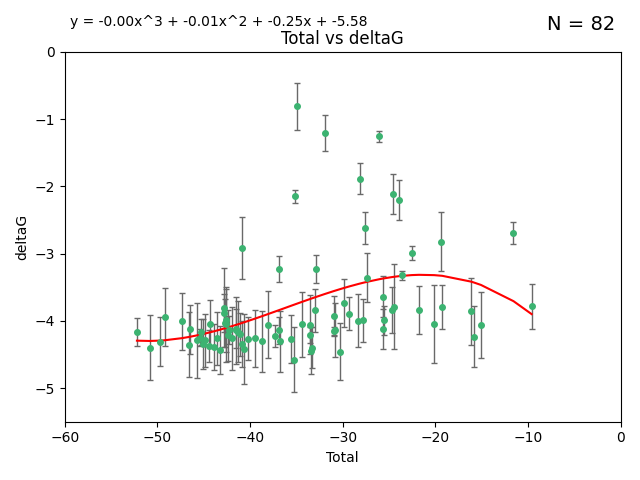 y = -0.00x^3 + -0.01x^2 + -0.25x + -5.58
N = 82
Total vs deltaG
0
−1
−2
−3
−4
−5
deltaG
−60 −50 −40 −30 −20 −10 0
Total